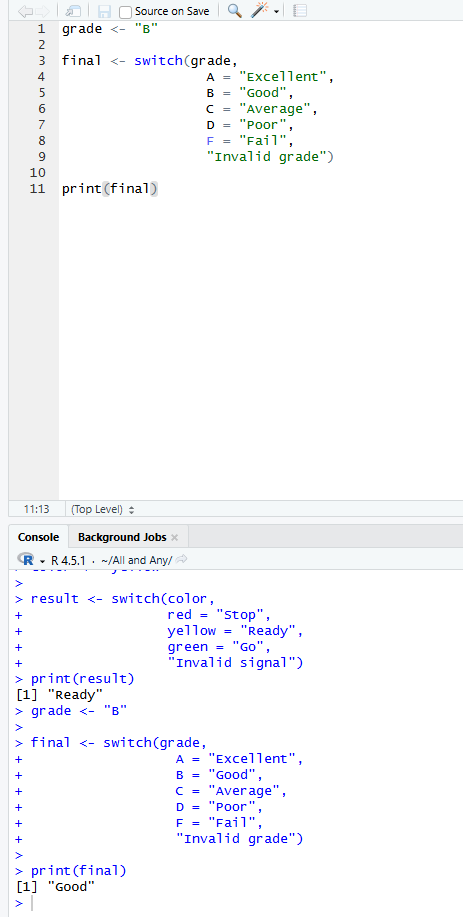 Source on Save
1 grade <- "B"
2
3 final <- switch(grade,
4 A = "Excellent",
5 B = "Good",
6 C = "Average",
7 D = "Poor",
8 F = "Fail",
9 "Invalid grade")
10
11 print(final)
11:13 (Top Level)
Console Background Jobs
R R 4.5.1 · ~/All and Any/
>
> result <- switch(color,
+ red = "Stop",
+ yellow = "Ready",
+ green = "Go",
+ "Invalid signal")
> print(result)
[1] "Ready"
> grade <- "B"
>
> final <- switch(grade,
+ A = "Excellent",
+ B = "Good",
+ C = "Average",
+ D = "Poor",
+ F = "Fail",
+ "Invalid grade")
>
> print(final)
[1] "Good"
>